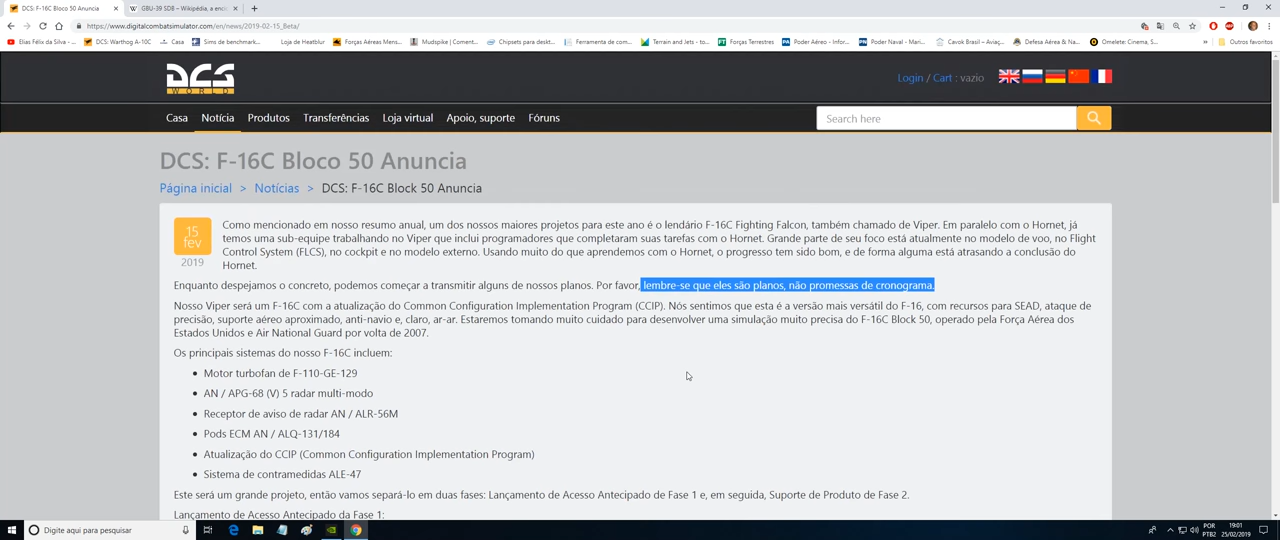 DCS: F-16C Bloco 50 Anuncia
GBU-39 SDB – Wikipédia, a enc
https://www.digitalcombatsimulator.com/en/news/2019-02-15_Beta/
Elias Félix da Silva - ... DCS: Warthog A-10C Casa Sims de benchmark... Loja de Heatblur Forças Aéreas Mens... Mudspike | Coment... Chipsets para deskt... Ferramenta de com... Terrain and Jets - to... Forças Terrestres Poder Aéreo - Infor... Poder Naval - Mari... Cavok Brasil – Aviaç... Defesa Aérea & Na... Omelete: Cinema, S... Outros favoritos
DCS
WORLD
Login / Cart : vazio
Casa Notícia Produtos Transferências Loja virtual Apoio, suporte Fóruns
Search here
DCS: F-16C Bloco 50 Anuncia
Página inicial > Notícias > DCS: F-16C Block 50 Anuncia
15
fev
2019
Como mencionado em nosso resumo anual, um dos nossos maiores projetos para este ano é o lendário F-16C Fighting Falcon, também chamado de Viper. Em paralelo com o Hornet, já
temos uma sub-equipe trabalhando no Viper que inclui programadores que completaram suas tarefas com o Hornet. Grande parte de seu foco está atualmente no modelo de voo, no Flight
Control System (FLCS), no cockpit e no modelo externo. Usando muito do que aprendemos com o Hornet, o progresso tem sido bom, e de forma alguma está atrasando a conclusão do
Hornet.
Enquanto despejamos o concreto, podemos começar a transmitir alguns de nossos planos. Por favor, lembre-se que eles são planos, não promessas de cronograma.
Nosso Viper será um F-16C com a atualização do Common Configuration Implementation Program (CCIP). Nós sentimos que esta é a versão mais versátil do F-16, com recursos para SEAD, ataque de
precisão, suporte aéreo aproximado, anti-navio e, claro, ar-ar. Estaremos tomando muito cuidado para desenvolver uma simulação muito precisa do F-16C Block 50, operado pela Força Aérea dos
Estados Unidos e Air National Guard por volta de 2007.
Os principais sistemas do nosso F-16C incluem:
• Motor turbofan de F-110-GE-129
• AN / APG-68 (V) 5 radar multi-modo
• Receptor de aviso de radar AN / ALR-56M
• Pods ECM AN / ALQ-131/184
• Atualização do CCIP (Common Configuration Implementation Program)
• Sistema de contramedidas ALE-47
Este será um grande projeto, então vamos separá-lo em duas fases: Lançamento de Acesso Antecipado de Fase 1 e, em seguida, Suporte de Produto de Fase 2.
Lançamento de Acesso Antecipado da Fase 1:
Digite aqui para pesquisar
POR
PTB2
19:01
25/02/2019